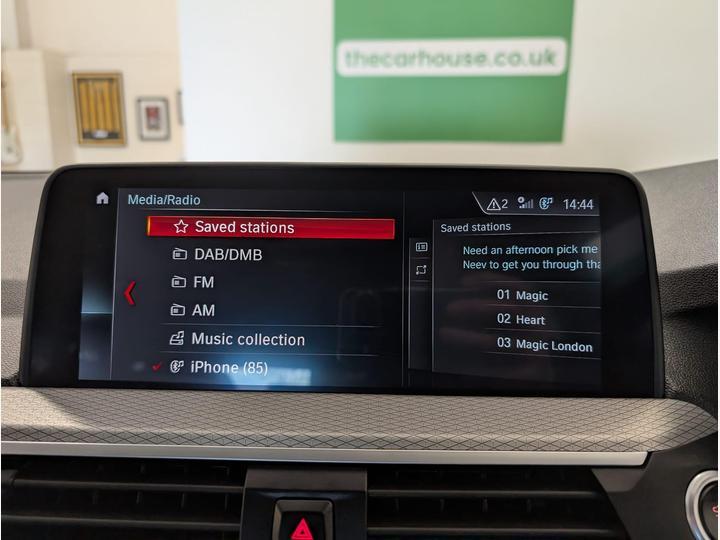 thecarhouse.co.uk
Media/Radio
2
14:44
Saved stations
DAB/DMB
FM
AM
Music collection
iPhone (85)
Saved stations
Need an afternoon pick me
Neev to get you through tha
01 Magic
02 Heart
03 Magic London